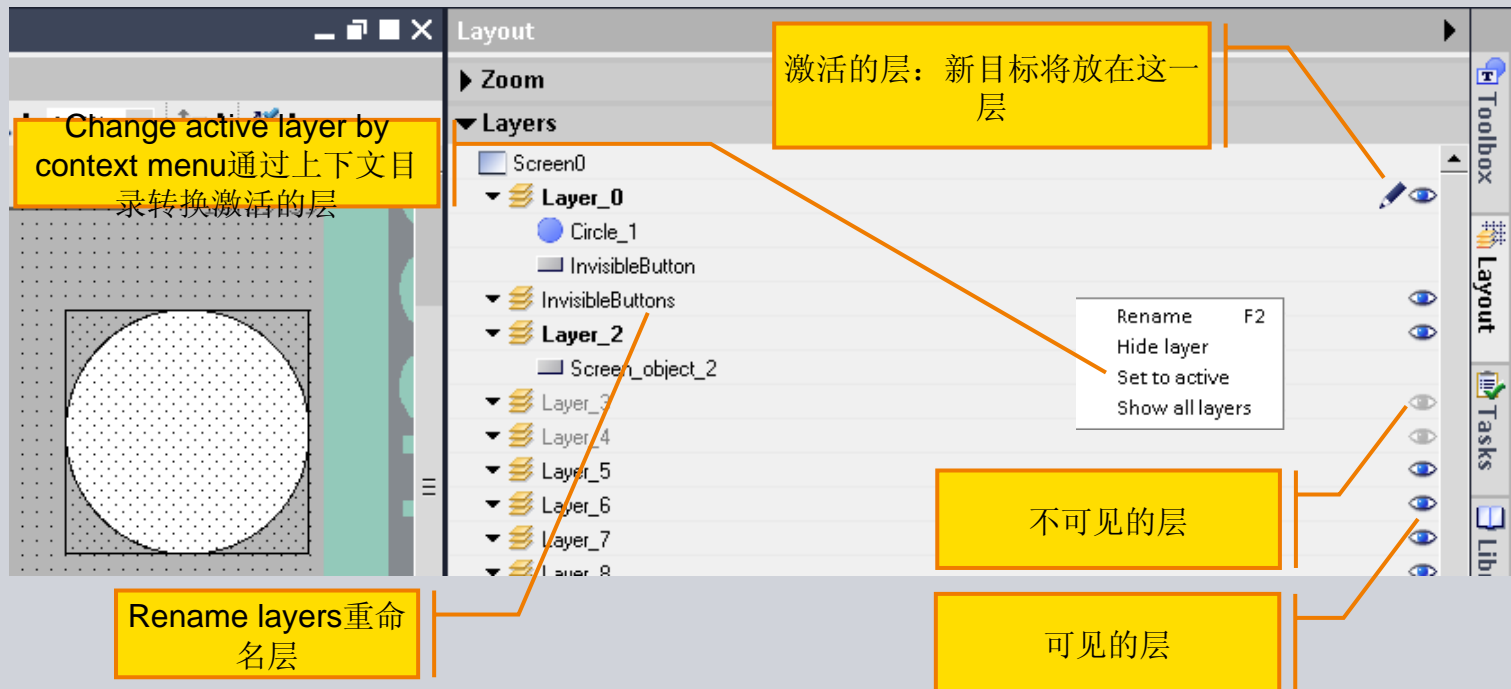 Layout
Zoom
Layers
激活的层：新目标将放在这一
层
Change active layer by
context menu通过上下文目
录转换激活的层
Screen0
Layer_0
Circle_1
InvisibleButton
InvisibleButtons
Layer_2
Screen_object_2
Layer_3
Layer_4
Layer_5
Layer_6
Layer_7
Layer_8
Rename F2
Hide layer
Set to active
Show all layers
不可见的层
可见的层
Rename layers重命
名层
Toolbox
Layout
Tasks